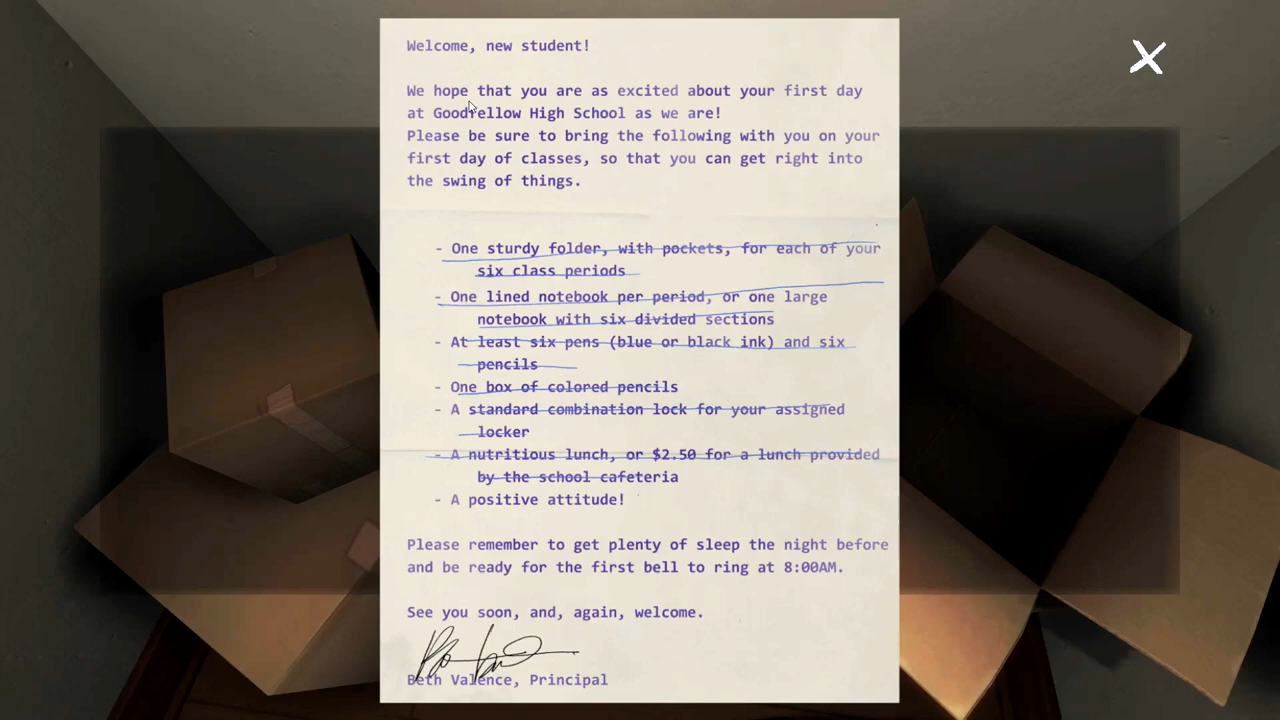 Welcome, new student!
We hope that you are as excited about your first day
at Goodfellow High School as we are!
Please be sure to bring the following with you on your
first day of classes, so that you can get right into
the swing of things.
- One sturdy folder, with pockets, for each of your
six class periods
- One lined notebook per period, or one large
notebook with six divided sections
- At least six pens (blue or black ink) and six
pencils
- One box of colored pencils
- A standard combination lock for your assigned
locker
- A nutritious lunch, or $2.50 for a lunch provided
by the school cafeteria
- A positive attitude!
Please remember to get plenty of sleep the night before
and be ready for the first bell to ring at 8:00AM.
See you soon, and, again, welcome.
Beth Valence, Principal